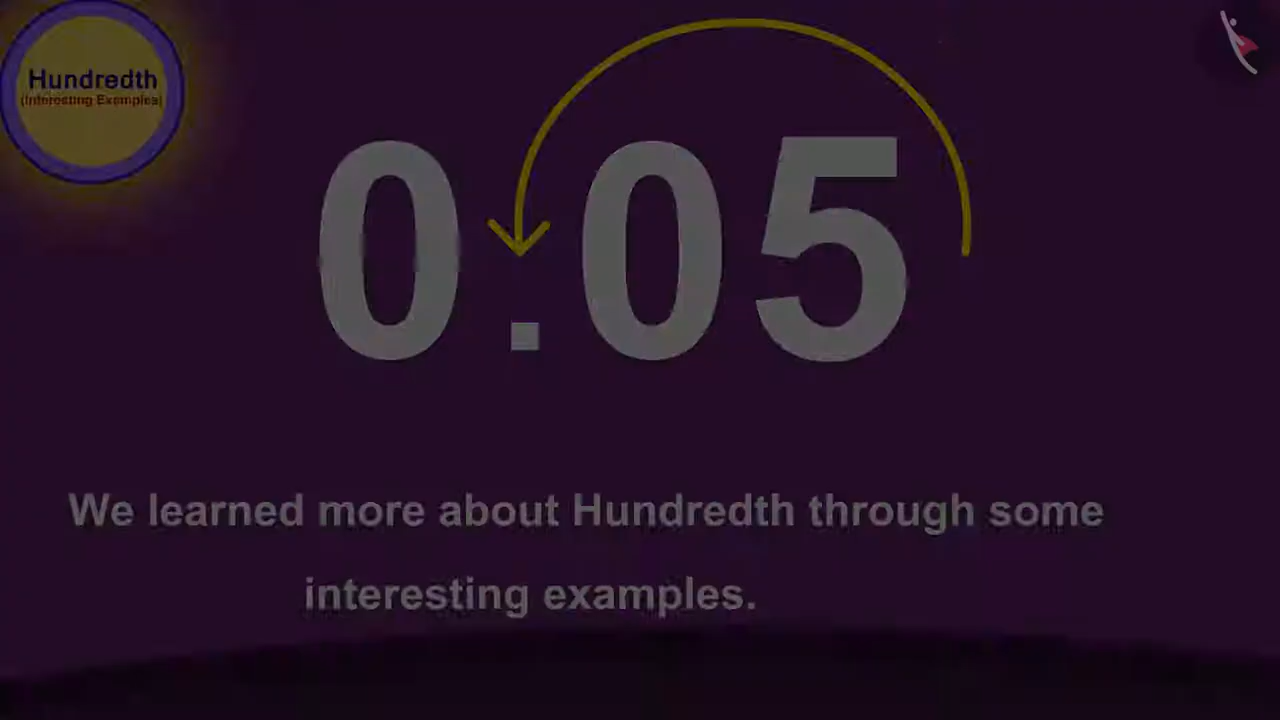 Hundredth
(Interesting Examples)
0.05
We learned more about Hundredth through some
interesting examples.